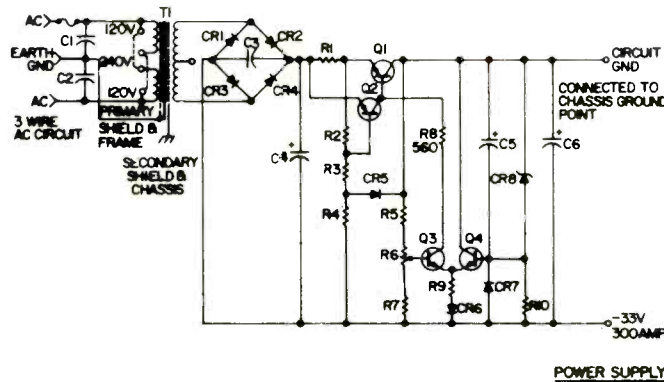 AC
120V
T1
C1
EARTH
GND
240V
C2
AC
120V
3 WIRE
AC CIRCUIT
PRIMARY
SHIELD &
FRAME
SECONDARY
SHIELD &
CHASSIS
CR1
CR2
C3
CR3
CR4
R1
Q1
Q2
R2
R3
R4
CR5
R8
560
R5
R6
R7
Q3
Q4
R9
CR16
CR7
R10
C5
CR8
C6
CIRCUIT
GND
CONNECTED TO
CHASSIS GROUND
POINT
-33V
300AMP
POWER SUPPLY